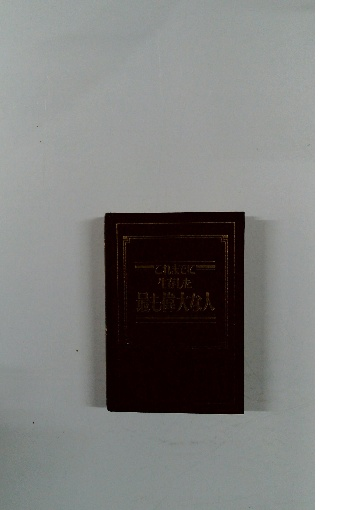 これまでに
生存した
最も偉大な人